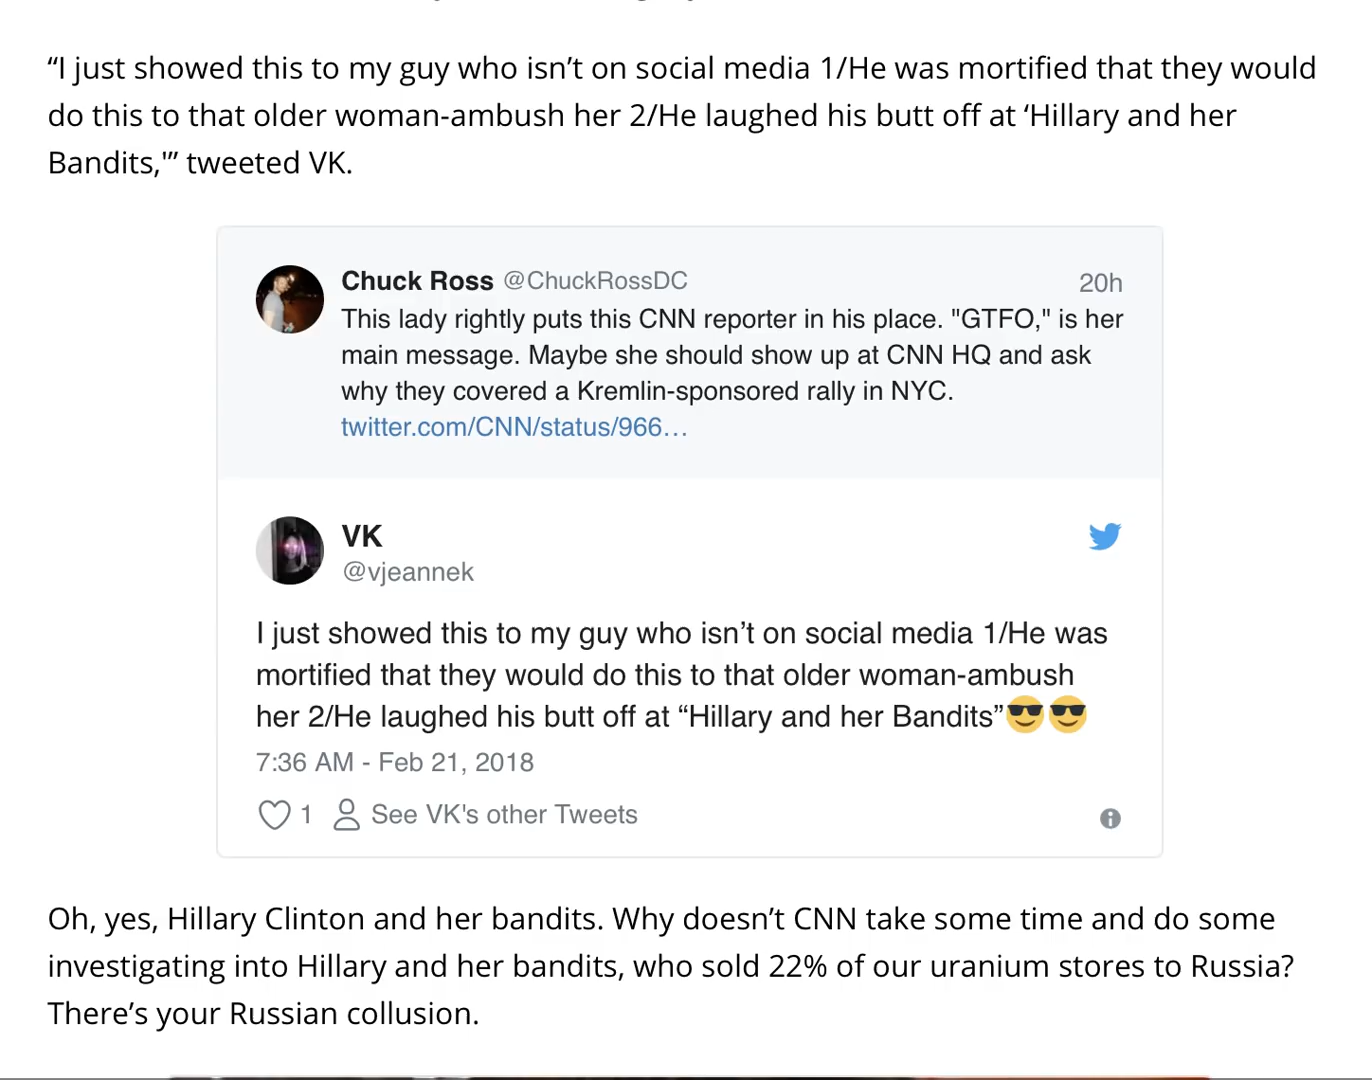 “I just showed this to my guy who isn’t on social media 1/He was mortified that they would
do this to that older woman-ambush her 2/He laughed his butt off at ‘Hillary and her
Bandits,'” tweeted VK.
Chuck Ross @ChuckRossDC 20h
This lady rightly puts this CNN reporter in his place. "GTFO," is her
main message. Maybe she should show up at CNN HQ and ask
why they covered a Kremlin-sponsored rally in NYC.
twitter.com/CNN/status/966…
VK
@vjeannek
I just showed this to my guy who isn’t on social media 1/He was
mortified that they would do this to that older woman-ambush
her 2/He laughed his butt off at “Hillary and her Bandits”😎😎
7:36 AM - Feb 21, 2018
1 See VK's other Tweets
Oh, yes, Hillary Clinton and her bandits. Why doesn’t CNN take some time and do some
investigating into Hillary and her bandits, who sold 22% of our uranium stores to Russia?
There’s your Russian collusion.